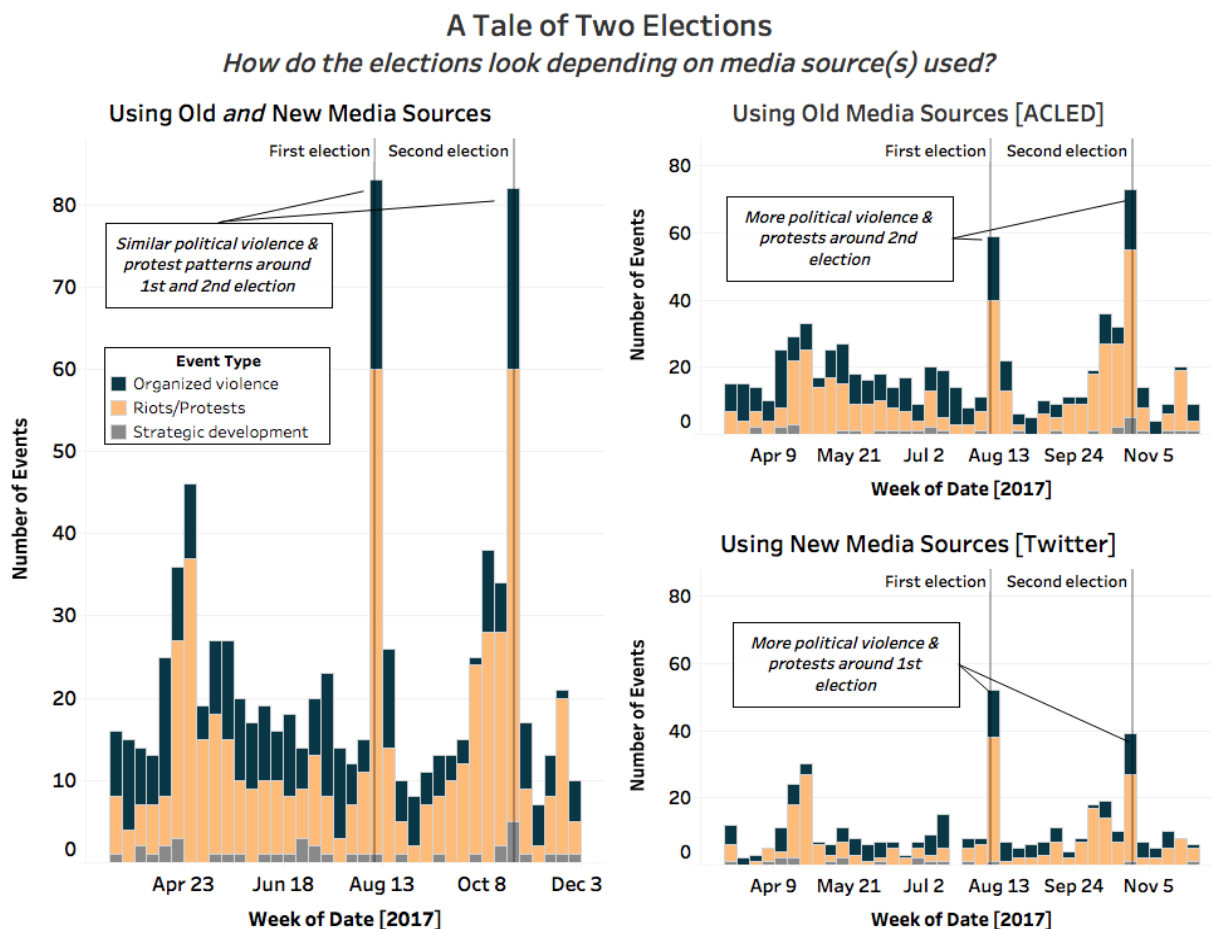 A Tale of Two Elections
How do the elections look depending on media source(s) used?
Using Old and New Media Sources
First election
Second election
Similar political violence &
protest patterns around
1st and 2nd election
Event Type
Organized violence
Riots/Protests
Strategic development
Number of Events
80
70
60
50
40
30
20
10
0
Apr 23
Jun 18
Aug 13
Oct 8
Dec 3
Week of Date [2017]
Using Old Media Sources [ACLED]
First election
Second election
More political violence &
protests around 2nd
election
Number of Events
80
60
40
20
0
Apr 9
May 21
Jul 2
Aug 13
Sep 24
Nov 5
Week of Date [2017]
Using New Media Sources [Twitter]
First election
Second election
More political violence &
protests around 1st
election
Number of Events
80
60
40
20
0
Apr 9
May 21
Jul 2
Aug 13
Sep 24
Nov 5
Week of Date [2017]